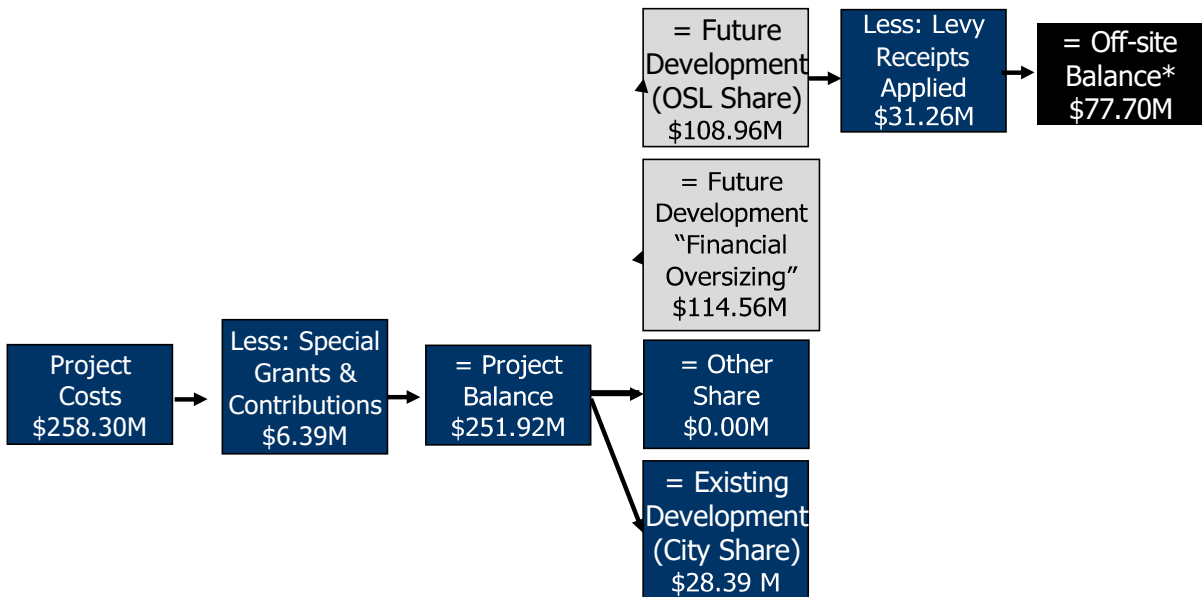 Project
Costs
$258.30M
Less: Special
Grants &
Contributions
$6.39M
= Project
Balance
$251.92M
= Future
Development
(OSL Share)
$108.96M
Less: Levy
Receipts
Applied
$31.26M
= Off-site
Balance*
$77.70M
= Future
Development
“Financial
Oversizing”
$114.56M
= Other
Share
$0.00M
= Existing
Development
(City Share)
$28.39 M